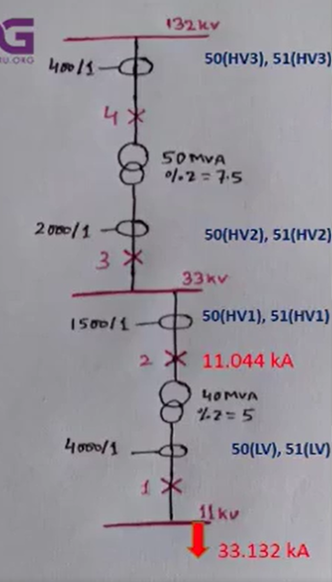 G
U.ORG
132kv
400/1
50(HV3), 51(HV3)
4
50MVA
%Z = 7.5
2000/1
50(HV2), 51(HV2)
3
33kv
1500/1
50(HV1), 51(HV1)
2
11.044 kA
40MVA
%Z = 5
4000/1
50(LV), 51(LV)
1
11kv
33.132 kA